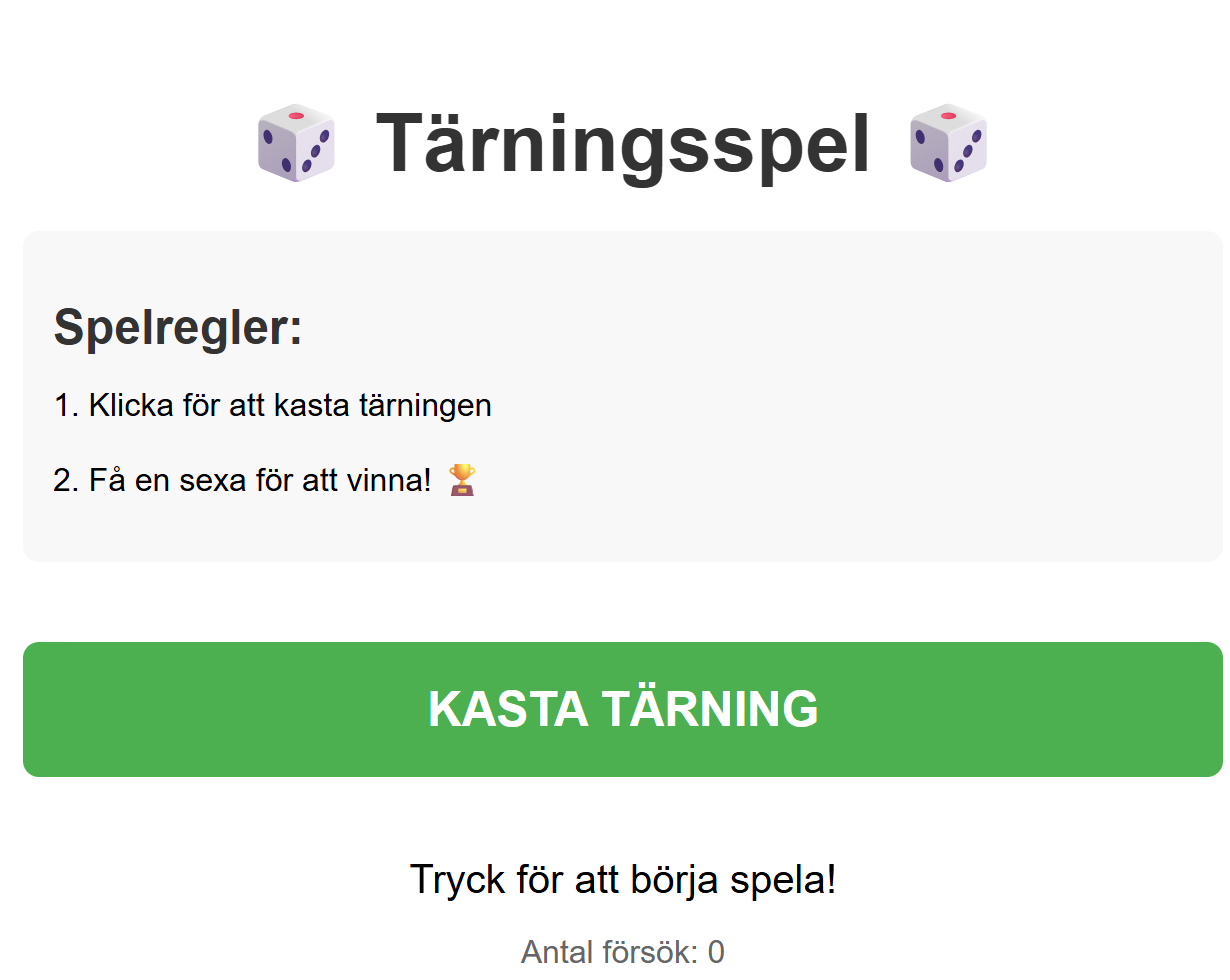 Tärningsspel
Spelregler:
1. Klicka för att kasta tärningen
2. Få en sexa för att vinna!
KASTA TÄRNING
Tryck för att börja spela!
Antal försök: 0